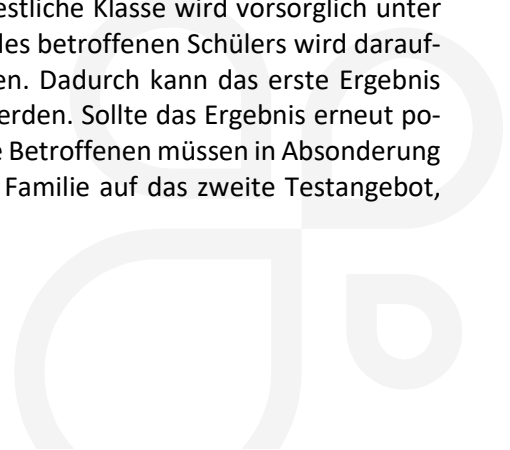 estliche Klasse wird vorsorglich unter
des betroffenen Schülers wird darauf-
en. Dadurch kann das erste Ergebnis
erden. Sollte das Ergebnis erneut po-
e Betroffenen müssen in Absonderung
Familie auf das zweite Testangebot,